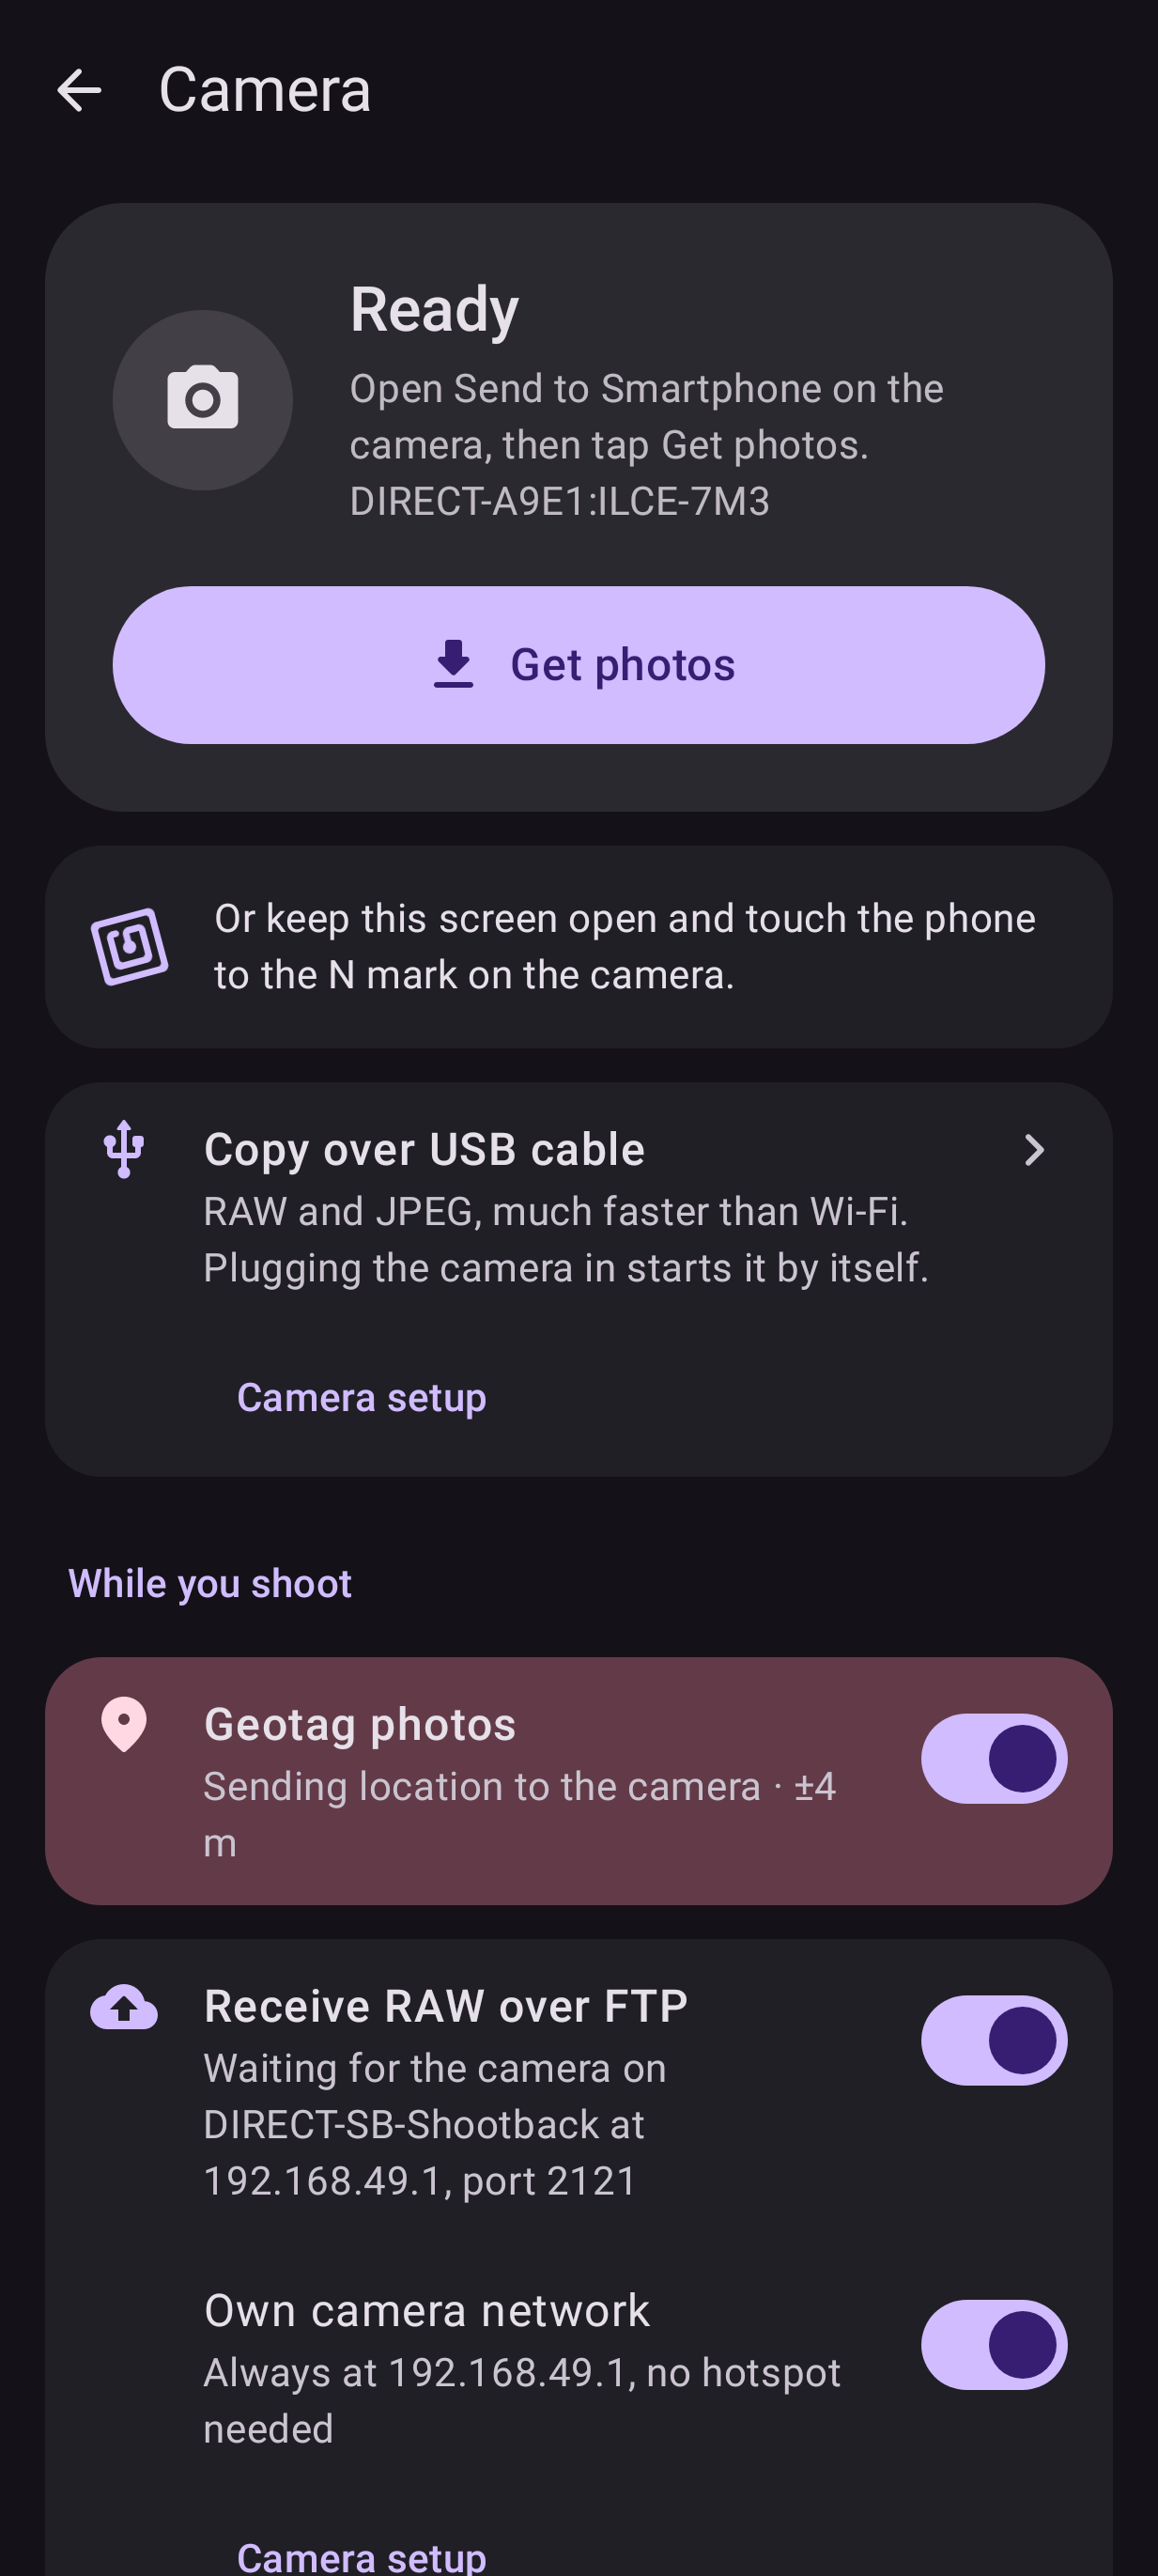 Camera
Ready
Open Send to Smartphone on the
camera, then tap Get photos.
DIRECT-A9E1:ILCE-7M3
Get photos
Or keep this screen open and touch the phone
to the N mark on the camera.
Copy over USB cable
RAW and JPEG, much faster than Wi-Fi.
Plugging the camera in starts it by itself.
Camera setup
While you shoot
Geotag photos
Sending location to the camera · ±4
m
Receive RAW over FTP
Waiting for the camera on
DIRECT-SB-Shootback at
192.168.49.1, port 2121
Own camera network
Always at 192.168.49.1, no hotspot
needed
Camera setup